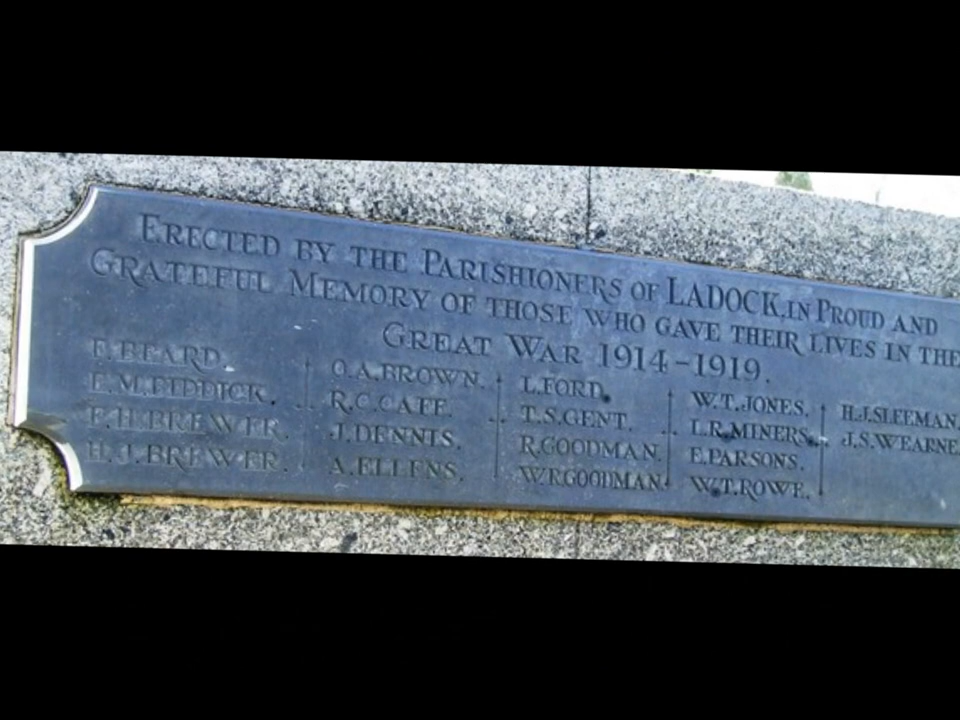 ERECTED BY THE PARISHIONERS OF LADOCK, IN PROUD AND
GRATEFUL MEMORY OF THOSE WHO GAVE THEIR LIVES IN THE
GREAT WAR 1914-1919.
F. BEARD.
E. M. BIDDICK.
F. H. BREWER.
H. J. BREWER.
O. A. BROWN.
R. C. CATT.
J. DENNIS.
A. ELLENS.
L. FORD.
T. S. GENT.
R. GOODMAN.
W. R. GOODMAN.
W. T. JONES.
L. R. MINERS.
E. PARSONS.
W. T. ROWE.
H. J. SLEEMAN.
J. S. WEARNE.